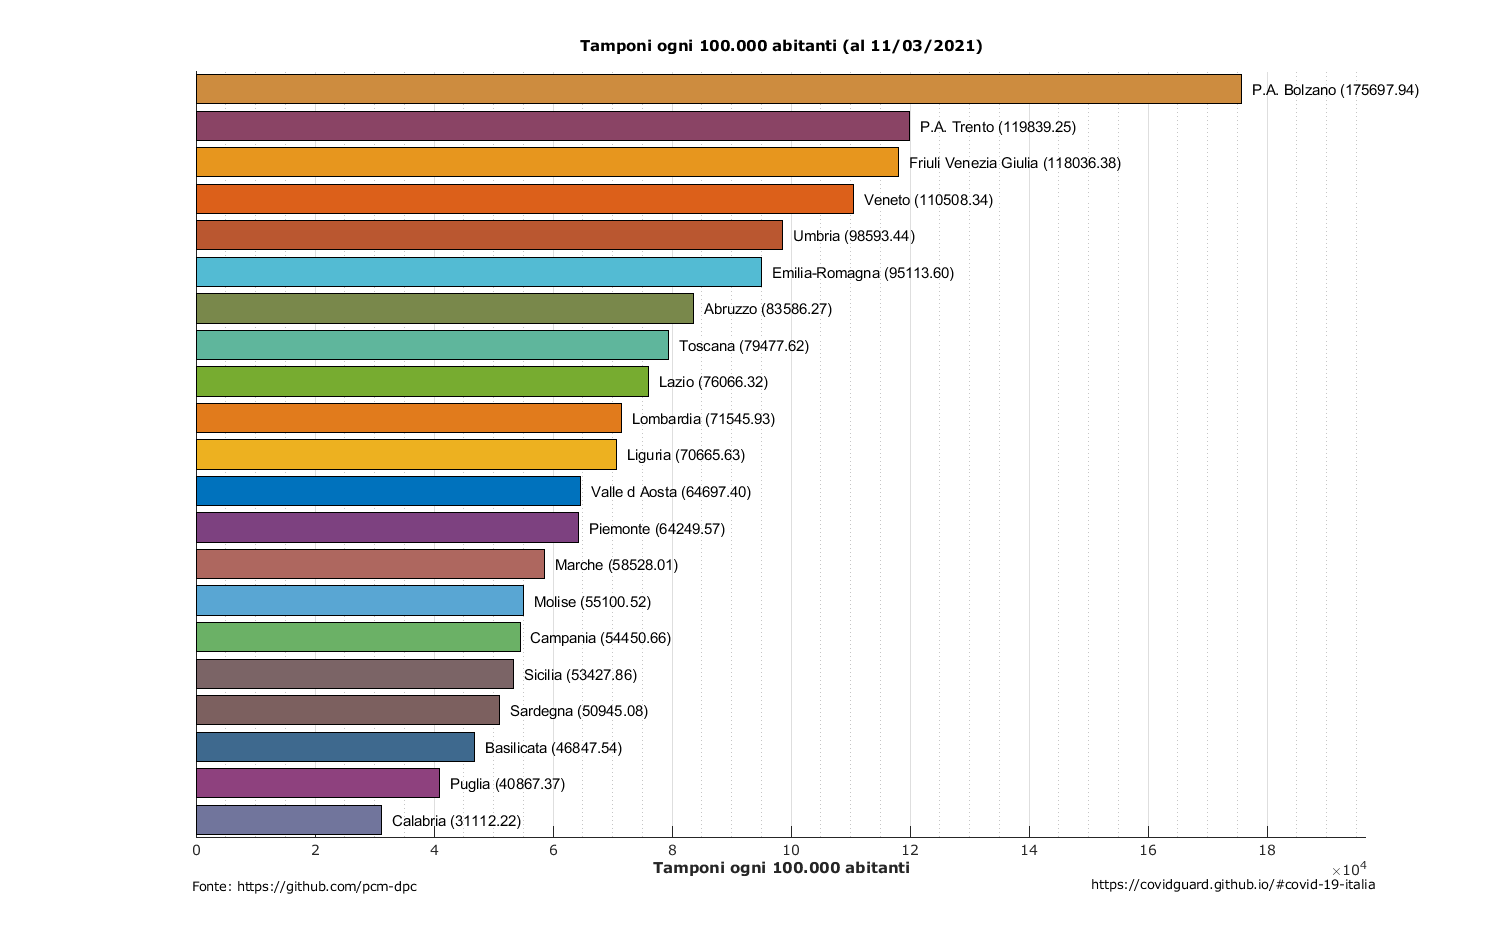 Tamponi ogni 100.000 abitanti (al 11/03/2021)
P.A. Bolzano (175697.94)
P.A. Trento (119839.25)
Friuli Venezia Giulia (118036.38)
Veneto (110508.34)
Umbria (98593.44)
Emilia-Romagna (95113.60)
Abruzzo (83586.27)
Toscana (79477.62)
Lazio (76066.32)
Lombardia (71545.93)
Liguria (70665.63)
Valle d Aosta (64697.40)
Piemonte (64249.57)
Marche (58528.01)
Molise (55100.52)
Campania (54450.66)
Sicilia (53427.86)
Sardegna (50945.08)
Basilicata (46847.54)
Puglia (40867.37)
Calabria (31112.22)
0 2 4 6 8 10 12 14 16 18
×10⁴
Tamponi ogni 100.000 abitanti
Fonte: https://github.com/pcm-dpc
https://covidguard.github.io/#covid-19-italia